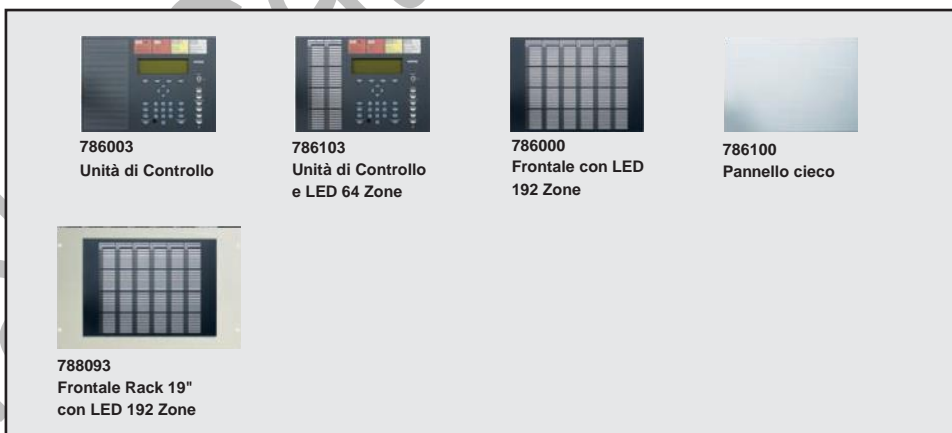 786003
Unità di Controllo
786103
Unità di Controllo
e LED 64 Zone
786000
Frontale con LED
192 Zone
786100
Pannello cieco
788093
Frontale Rack 19"
con LED 192 Zone